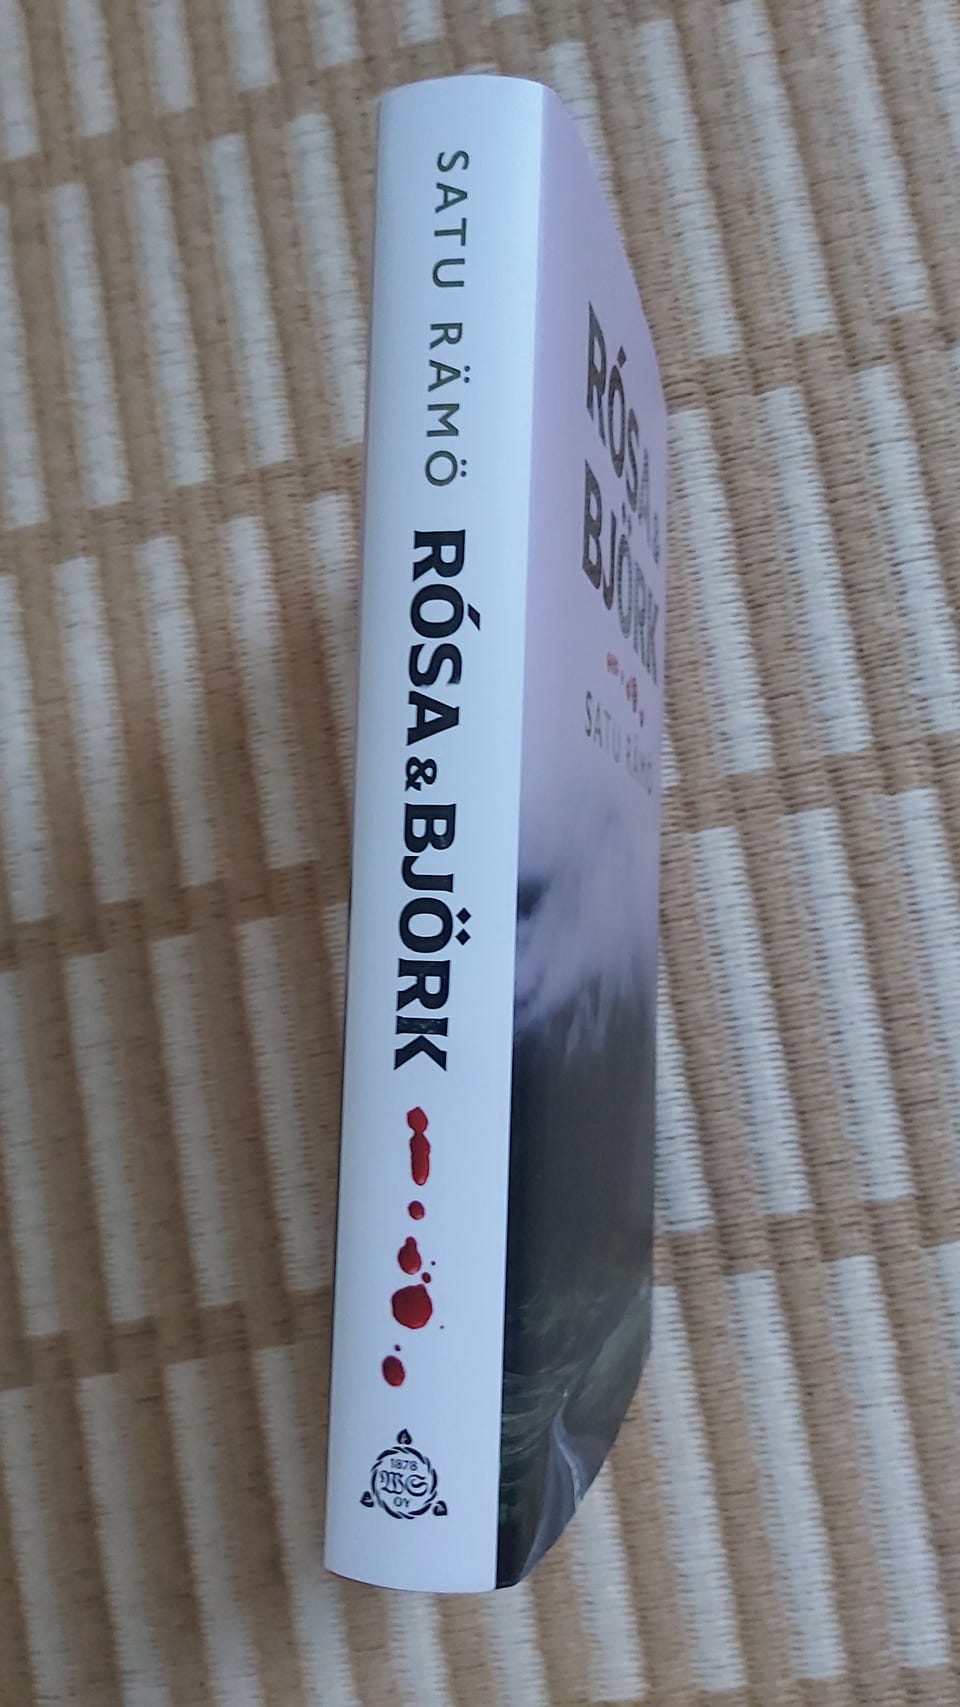 SATU RÄMÖ RÓSA & BJÖRK
1878
WS
OY
RÓSA &
BJÖRK
SATU RÄMÖ